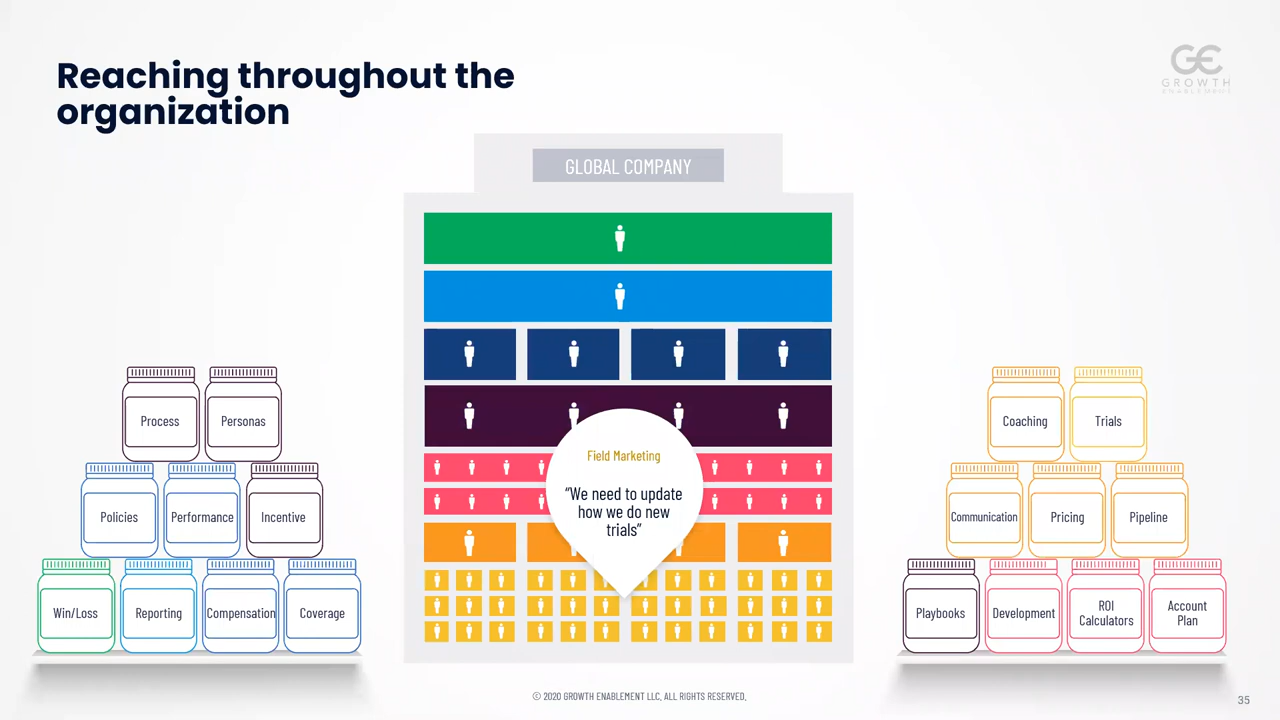 Reaching throughout the
organization
GE
GROWTH
ENABLEMENT
GLOBAL COMPANY
Field Marketing
“We need to update
how we do new
trials”
Process
Personas
Policies
Performance
Incentive
Win/Loss
Reporting
Compensation
Coverage
Coaching
Trials
Communication
Pricing
Pipeline
Playbooks
Development
ROI
Calculators
Account
Plan
© 2020 GROWTH ENABLEMENT LLC. ALL RIGHTS RESERVED.
35